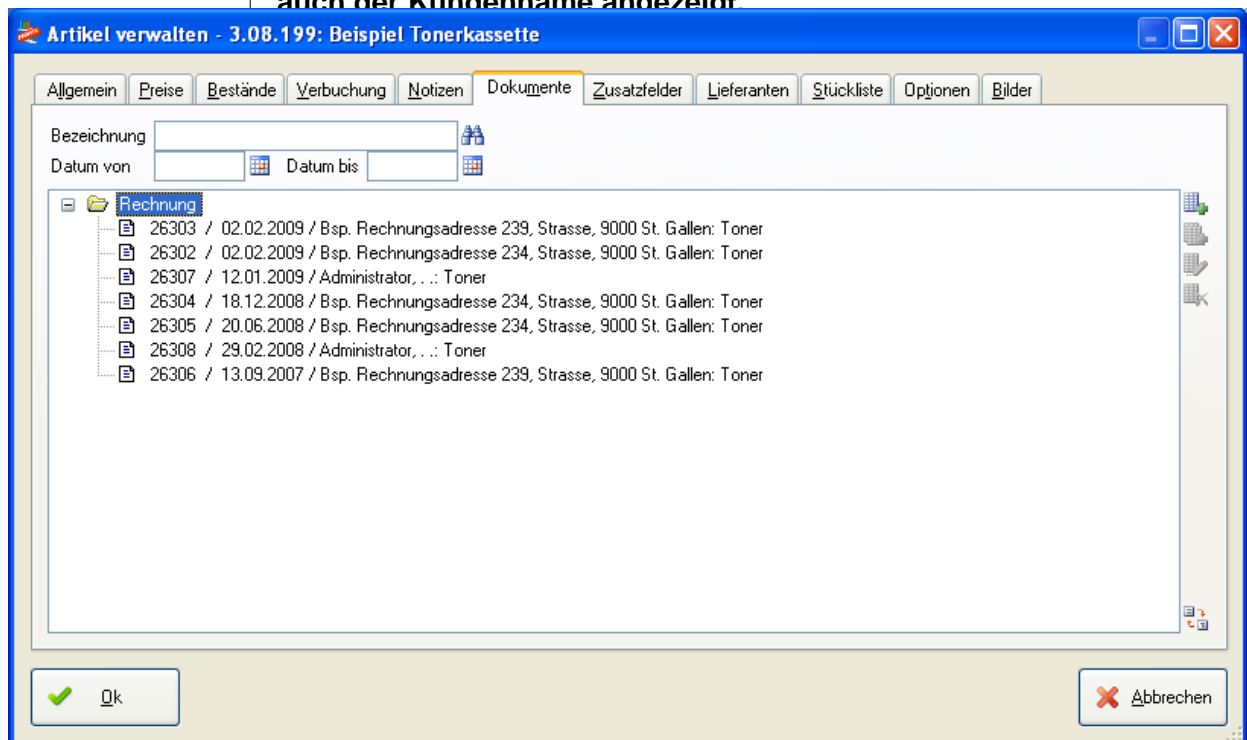 auch der Kundenname angezeigt.
Artikel verwalten - 3.08.199: Beispiel Tonerkassette
Allgemein Preise Bestände Verbuchung Notizen Dokumente Zusatzfelder Lieferanten Stückliste Optionen Bilder
Bezeichnung
Datum von Datum bis
Rechnung
26303 / 02.02.2009 / Bsp. Rechnungsadresse 239, Strasse, 9000 St. Gallen: Toner
26302 / 02.02.2009 / Bsp. Rechnungsadresse 234, Strasse, 9000 St. Gallen: Toner
26307 / 12.01.2009 / Administrator, . .: Toner
26304 / 18.12.2008 / Bsp. Rechnungsadresse 234, Strasse, 9000 St. Gallen: Toner
26305 / 20.06.2008 / Bsp. Rechnungsadresse 234, Strasse, 9000 St. Gallen: Toner
26308 / 29.02.2008 / Administrator, . .: Toner
26306 / 13.09.2007 / Bsp. Rechnungsadresse 239, Strasse, 9000 St. Gallen: Toner
Ok Abbrechen